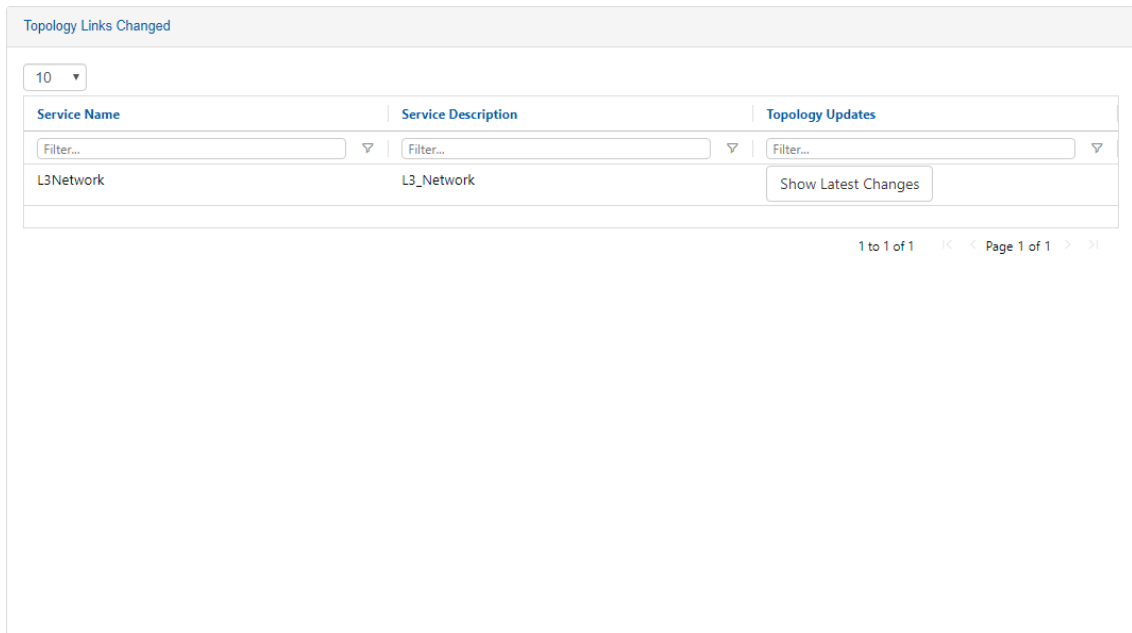 Topology Links Changed
10
Service Name Service Description Topology Updates
Filter... Filter... Filter...
L3Network L3_Network Show Latest Changes
1 to 1 of 1 Page 1 of 1